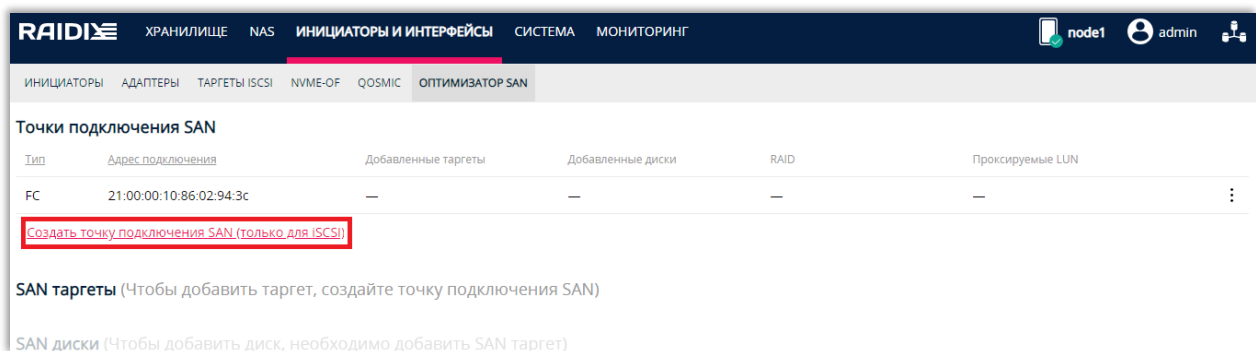 RAIDIX ХРАНИЛИЩЕ NAS ИНИЦИАТОРЫ И ИНТЕРФЕЙСЫ СИСТЕМА МОНИТОРИНГ node1 admin
ИНИЦИАТОРЫ АДАПТЕРЫ ТАРГЕТЫ ISCSI NVME-OF QOSMIC ОПТИМИЗАТОР SAN
Точки подключения SAN
Тип Адрес подключения Добавленные таргеты Добавленные диски RAID Проксируемые LUN
FC 21:00:00:10:86:02:94:3c — — — —
Создать точку подключения SAN (только для iSCSI)
SAN таргеты (Чтобы добавить таргет, создайте точку подключения SAN)
SAN диски (Чтобы добавить диск, необходимо добавить SAN таргет)